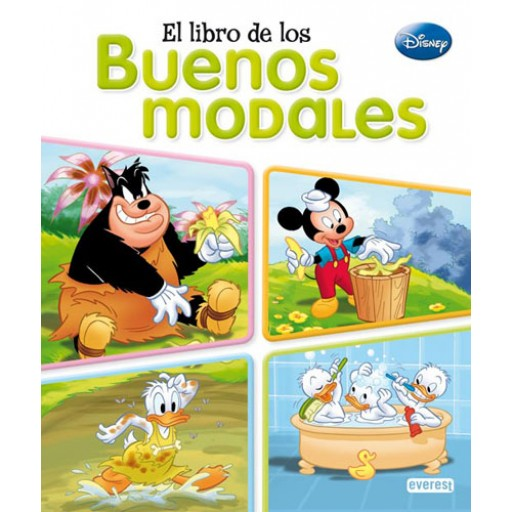 El libro de los
BUENOS
MODALES
Disney
everest